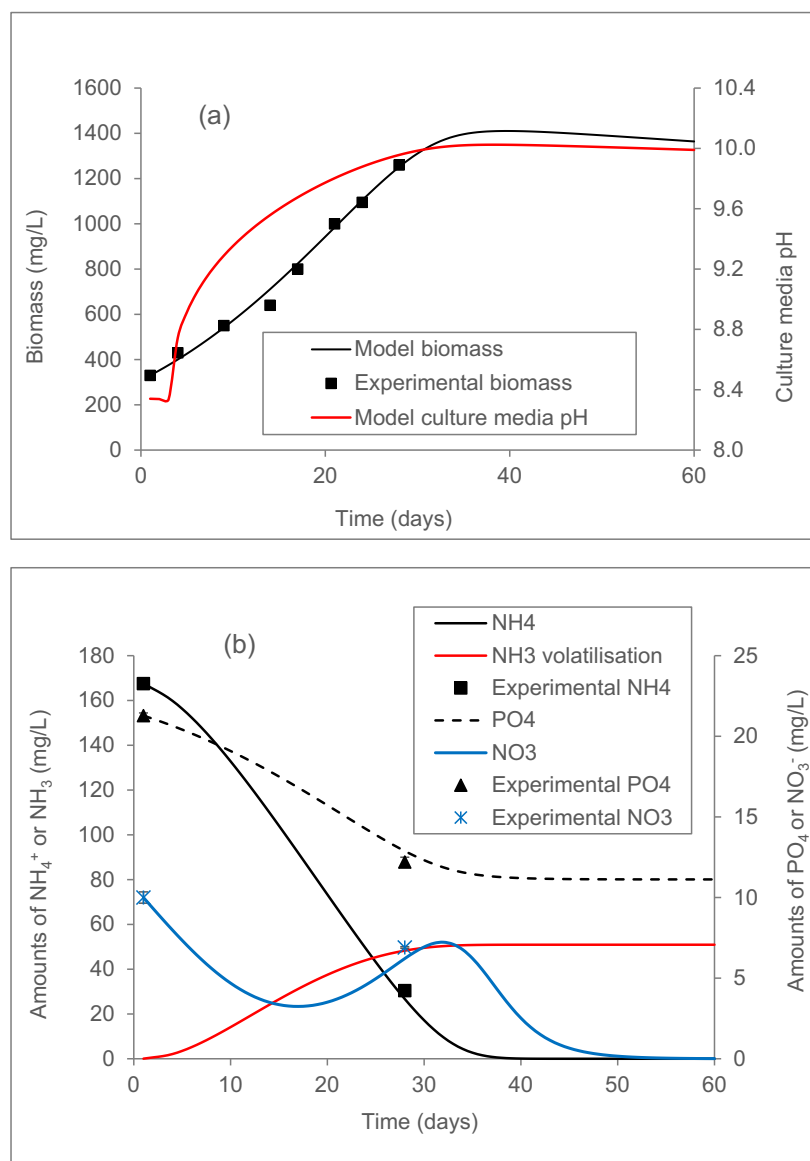 (a)
1600
1400
1200
1000
800
600
400
200
0
Biomass (mg/L)
10.4
10.0
9.6
9.2
8.8
8.4
8.0
Culture media pH
Model biomass
Experimental biomass
Model culture media pH
0 20 40 60
Time (days)
(b)
NH4
NH3 volatilisation
Experimental NH4
PO4
NO3
Experimental PO4
Experimental NO3
180
160
140
120
100
80
60
40
20
0
Amounts of NH₄⁺ or NH₃ (mg/L)
25
20
15
10
5
0
Amounts of PO₄ or NO₃⁻ (mg/L)
0 10 20 30 40 50 60
Time (days)